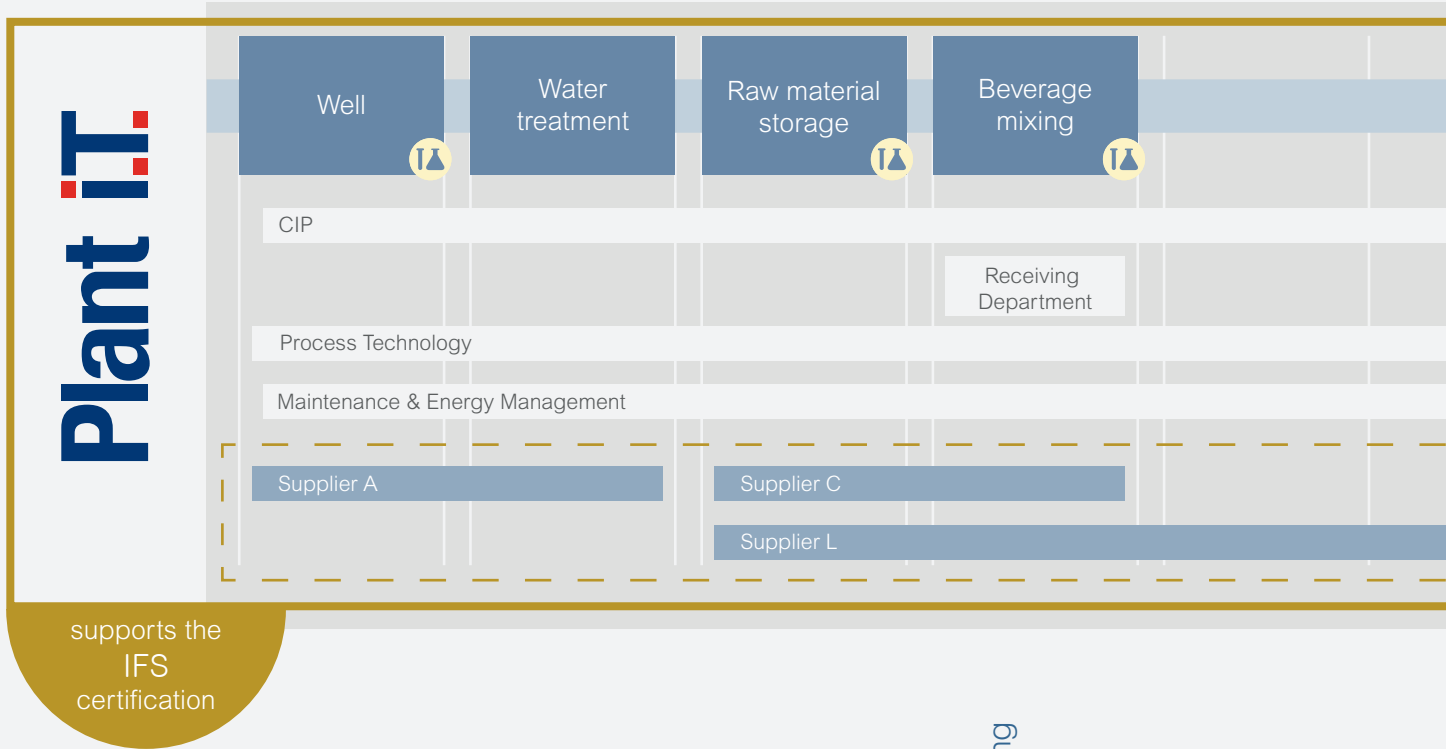 Plant i.T.
Well
Water
treatment
Raw material
storage
Beverage
mixing
CIP
Receiving
Department
Process Technology
Maintenance & Energy Management
Supplier A
Supplier C
Supplier L
supports the
IFS
certification